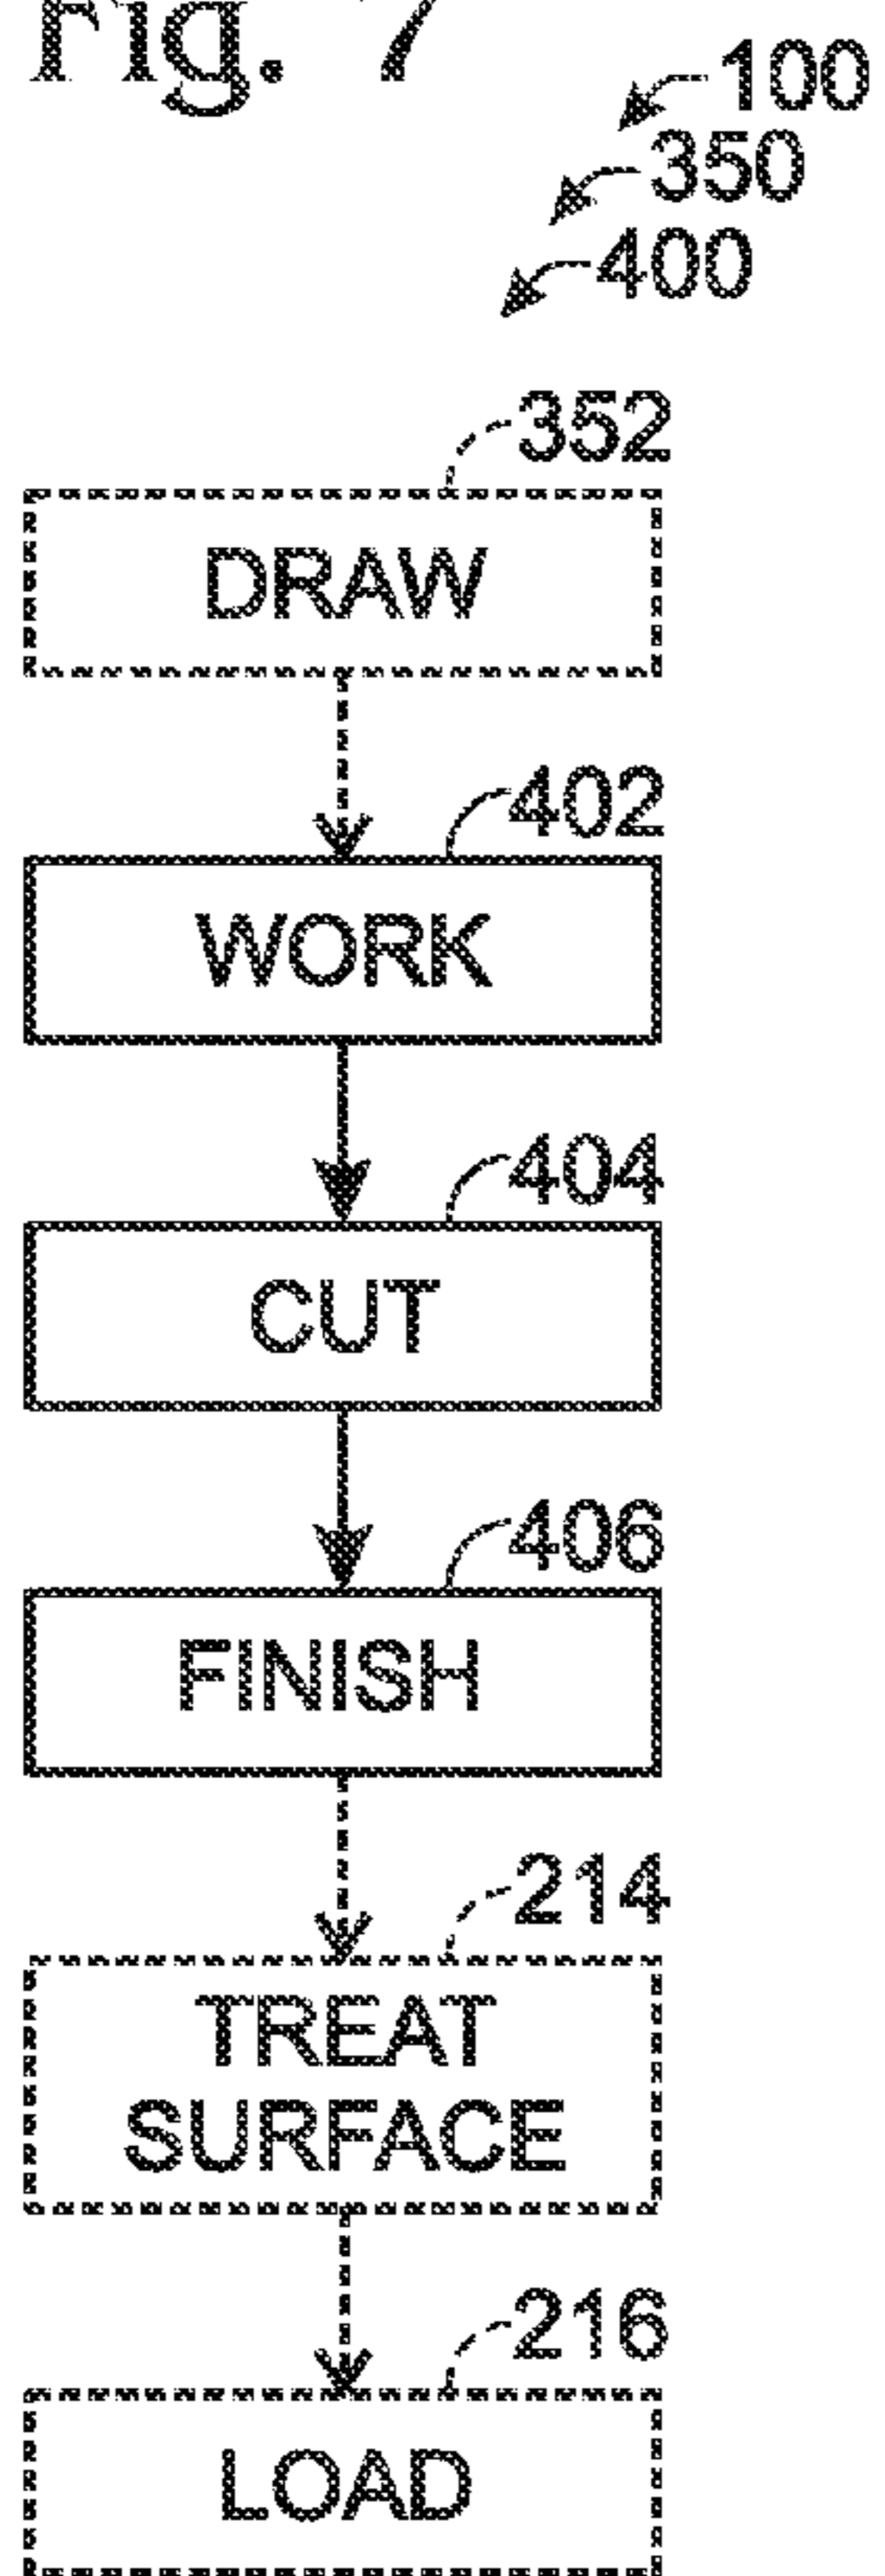 Fig. 7
100
350
400
352
DRAW
402
WORK
404
CUT
406
FINISH
214
TREAT
SURFACE
216
LOAD